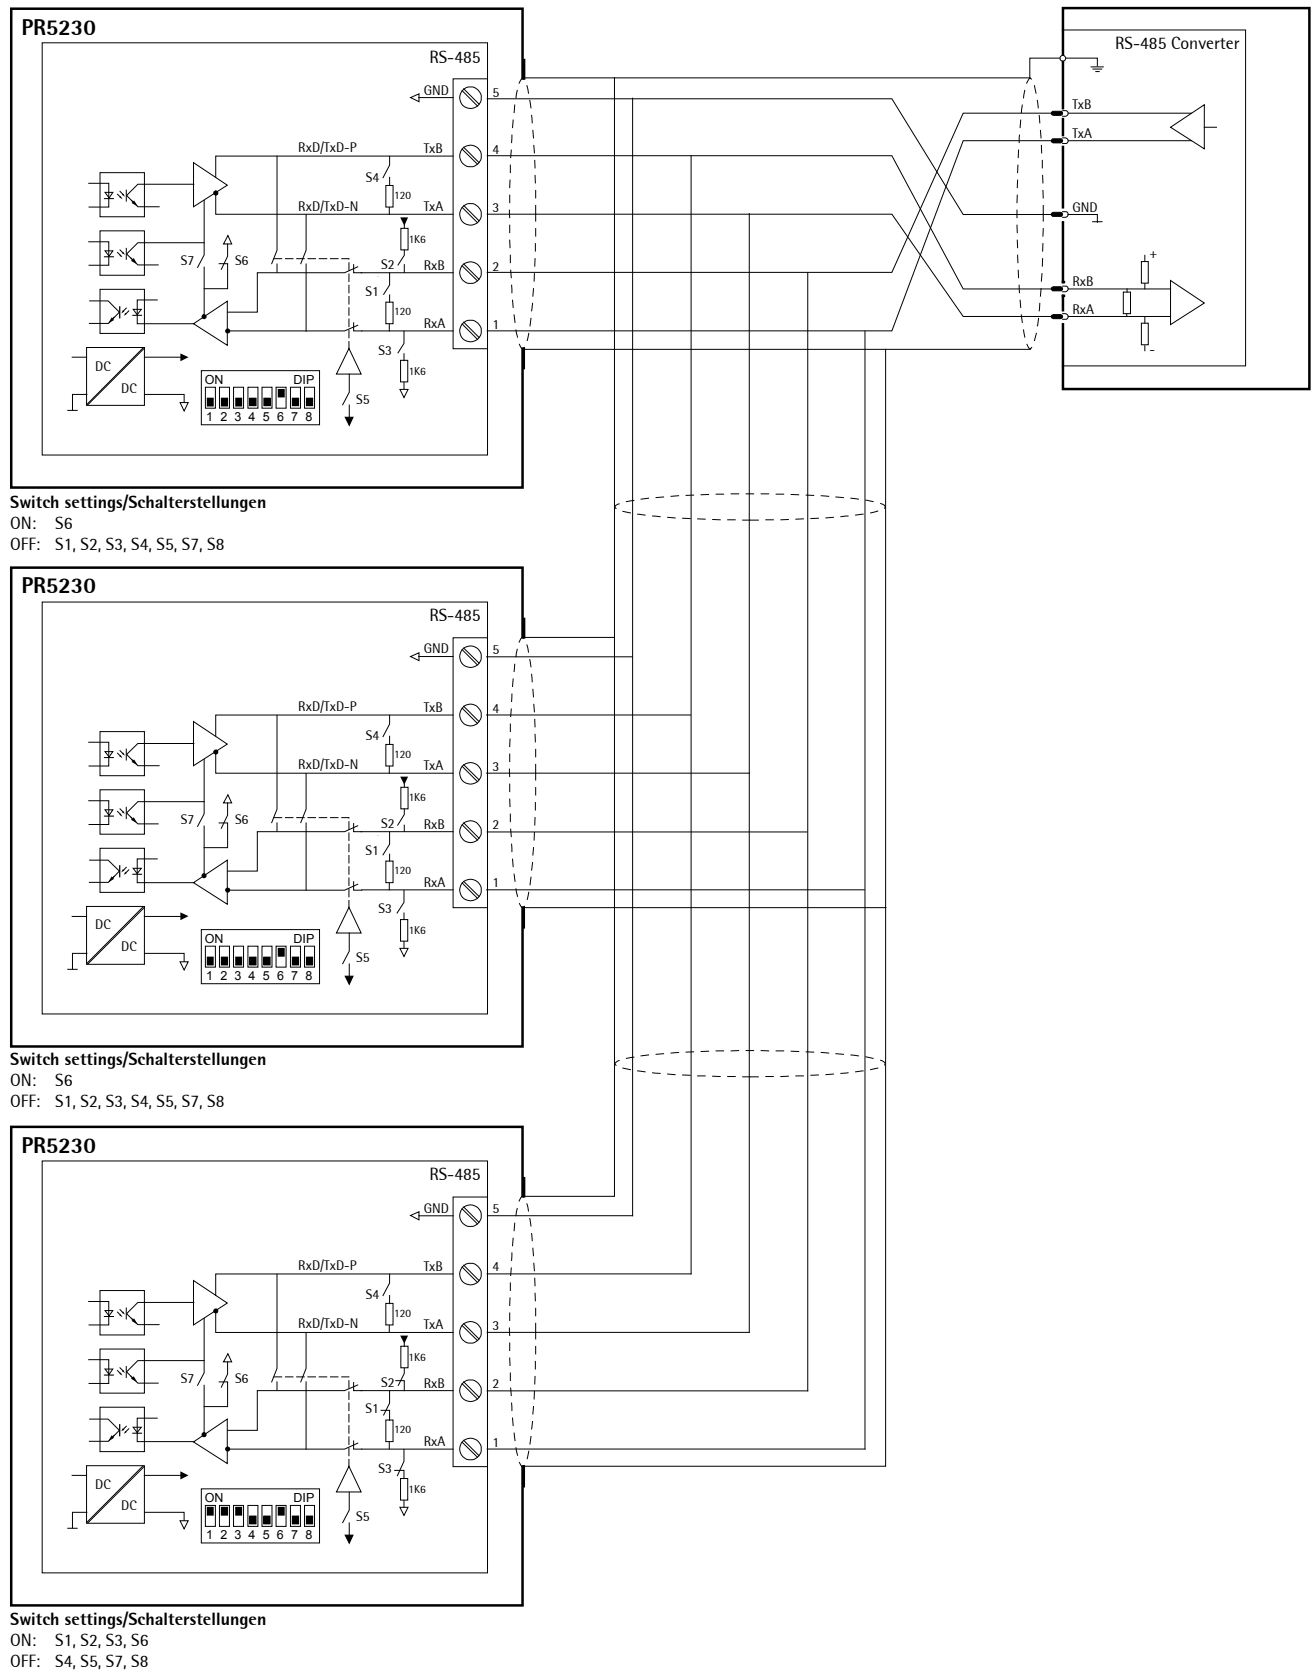 PR5230
RS-485
GND 5
RxD/TxD-P TxB 4
S4
120
RxD/TxD-N TxA 3
1K6
S7 S6 S2 RxB 2
S1
120
RxA 1
S3
1K6
DC
DC
S5
ON DIP
1 2 3 4 5 6 7 8
RS-485 Converter
TxB
TxA
GND
RxB
+
RxA
-
Switch settings/Schalterstellungen
ON: S6
OFF: S1, S2, S3, S4, S5, S7, S8
PR5230
RS-485
GND 5
RxD/TxD-P TxB 4
S4
120
RxD/TxD-N TxA 3
1K6
S7 S6 S2 RxB 2
S1
120
RxA 1
S3
1K6
DC
DC
S5
ON DIP
1 2 3 4 5 6 7 8
Switch settings/Schalterstellungen
ON: S6
OFF: S1, S2, S3, S4, S5, S7, S8
PR5230
RS-485
GND 5
RxD/TxD-P TxB 4
S4
120
RxD/TxD-N TxA 3
1K6
S7 S6 S2 RxB 2
S1
120
RxA 1
S3
1K6
DC
DC
S5
ON DIP
1 2 3 4 5 6 7 8
Switch settings/Schalterstellungen
ON: S1, S2, S3, S6
OFF: S4, S5, S7, S8